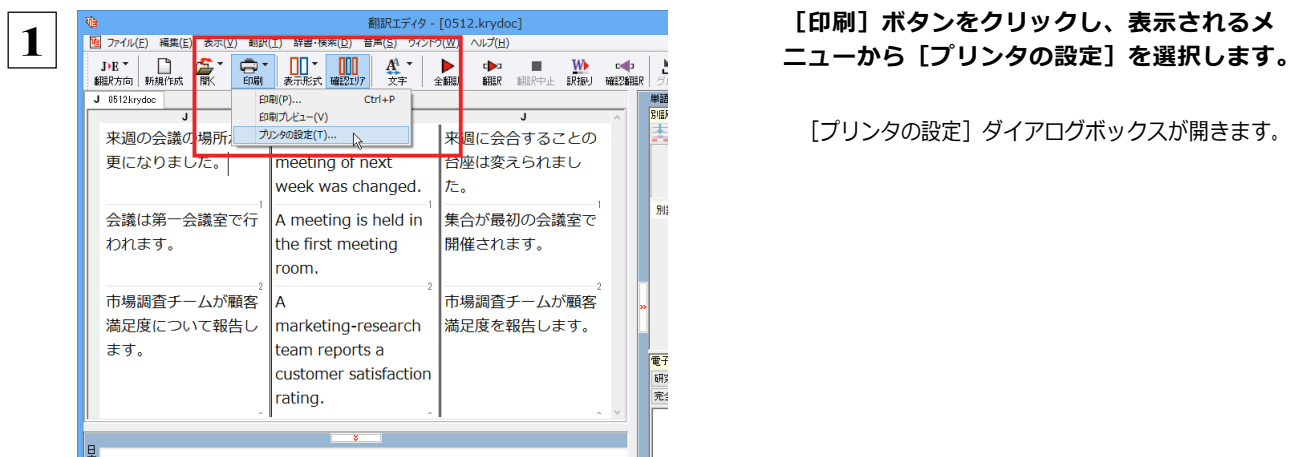 1
翻訳エディタ - [0512.krydoc]
ファイル(F) 編集(E) 表示(V) 翻訳(T) 辞書・検索(D) 音声(S) ウィンドウ(W) ヘルプ(H)
J▸E
翻訳方向 新規作成 開く 印刷 表示形式 確認エリア 文字 全翻訳 翻訳 翻訳中止 訳振り 確認翻訳
J 0512krydoc
印刷(P)... Ctrl+P
印刷プレビュー(V)
プリンタの設定(T)...
J
来週の会議の場所
更になりました。
meeting of next
week was changed.
J
来週に会合することの
台座は変えられまし
た。
1
会議は第一会議室で行
われます。
1
A meeting is held in
the first meeting
room.
1
集合が最初の会議室で
開催されます。
2
市場調査チームが顧客
満足度について報告し
ます。
2
A
marketing-research
team reports a
customer satisfaction
rating.
2
市場調査チームが顧客
満足度を報告します。
［印刷］ボタンをクリックし、表示されるメ
ニューから［プリンタの設定］を選択します。
［プリンタの設定］ダイアログボックスが開きます。